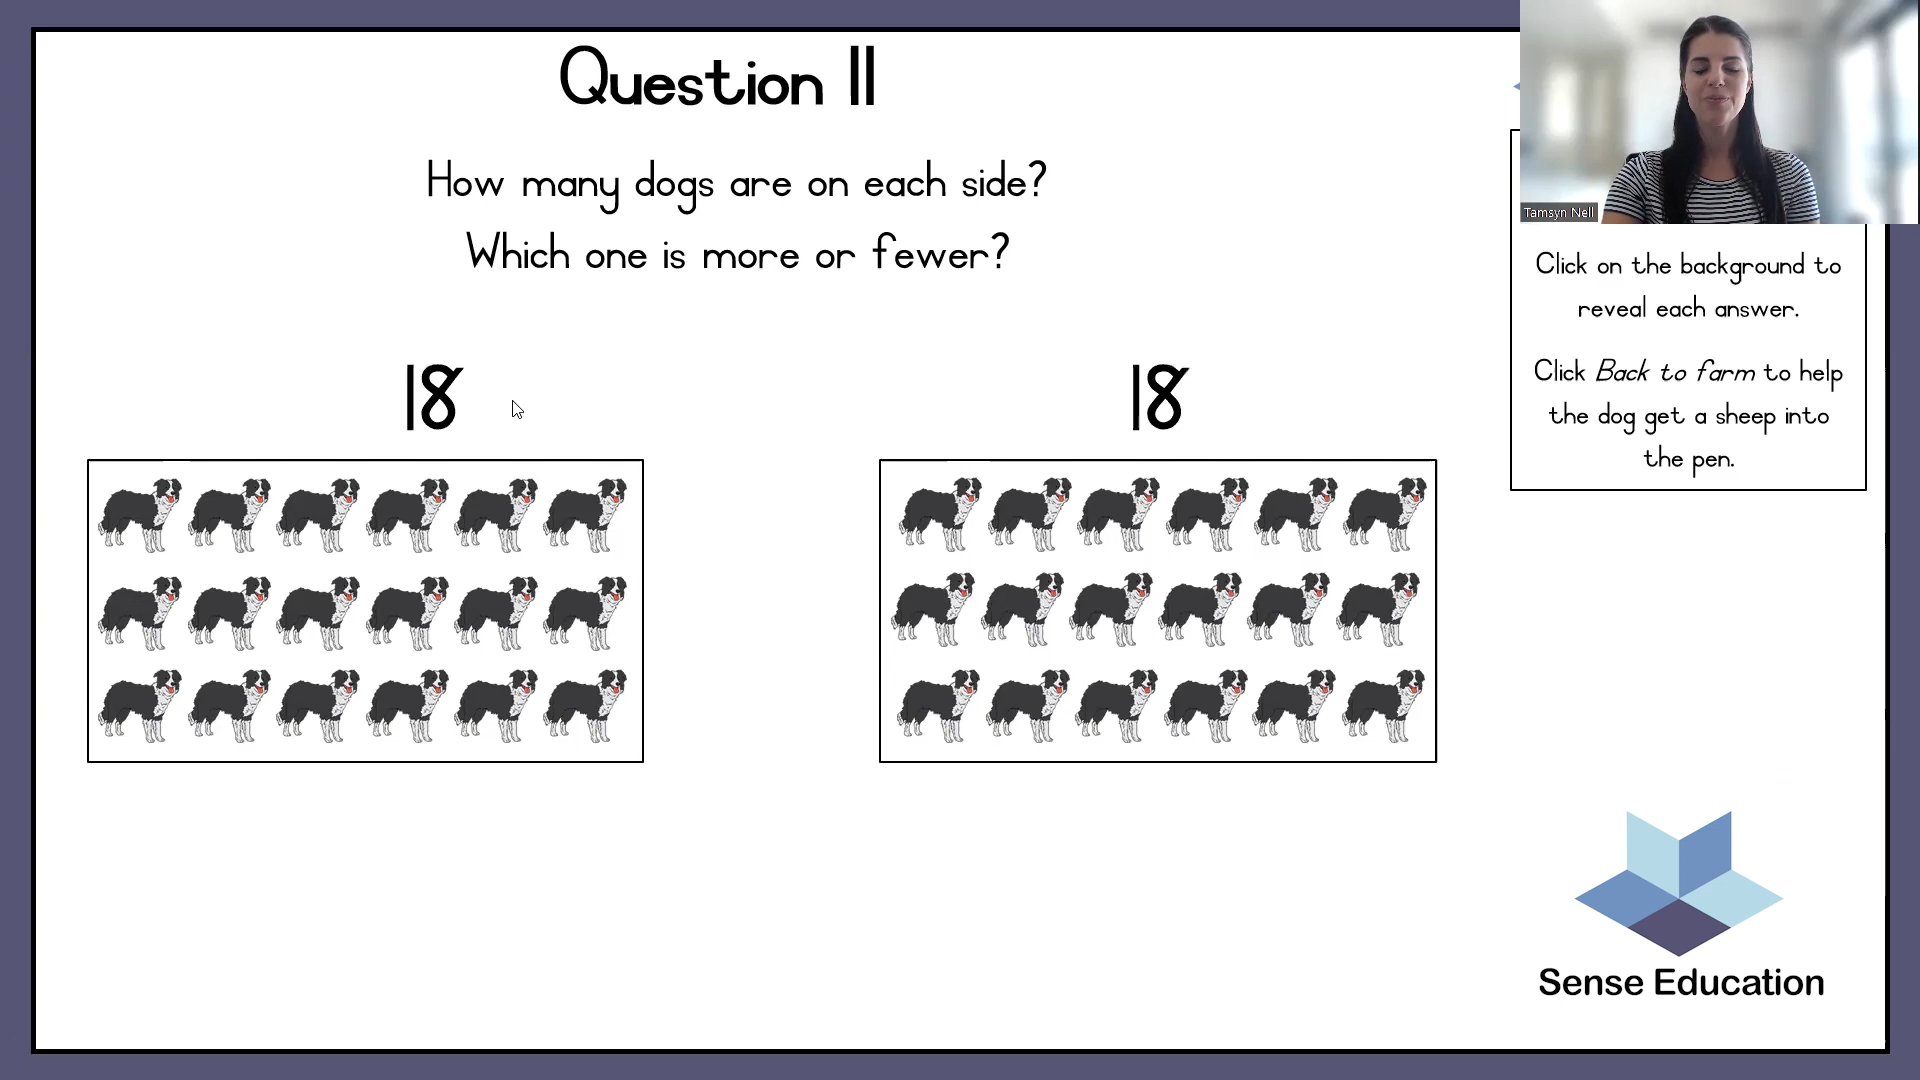 Question 11
How many dogs are on each side?
Which one is more or fewer?
18
18
Tamsyn Nell
Click on the background to
reveal each answer.
Click Back to farm to help
the dog get a sheep into
the pen.
Sense Education